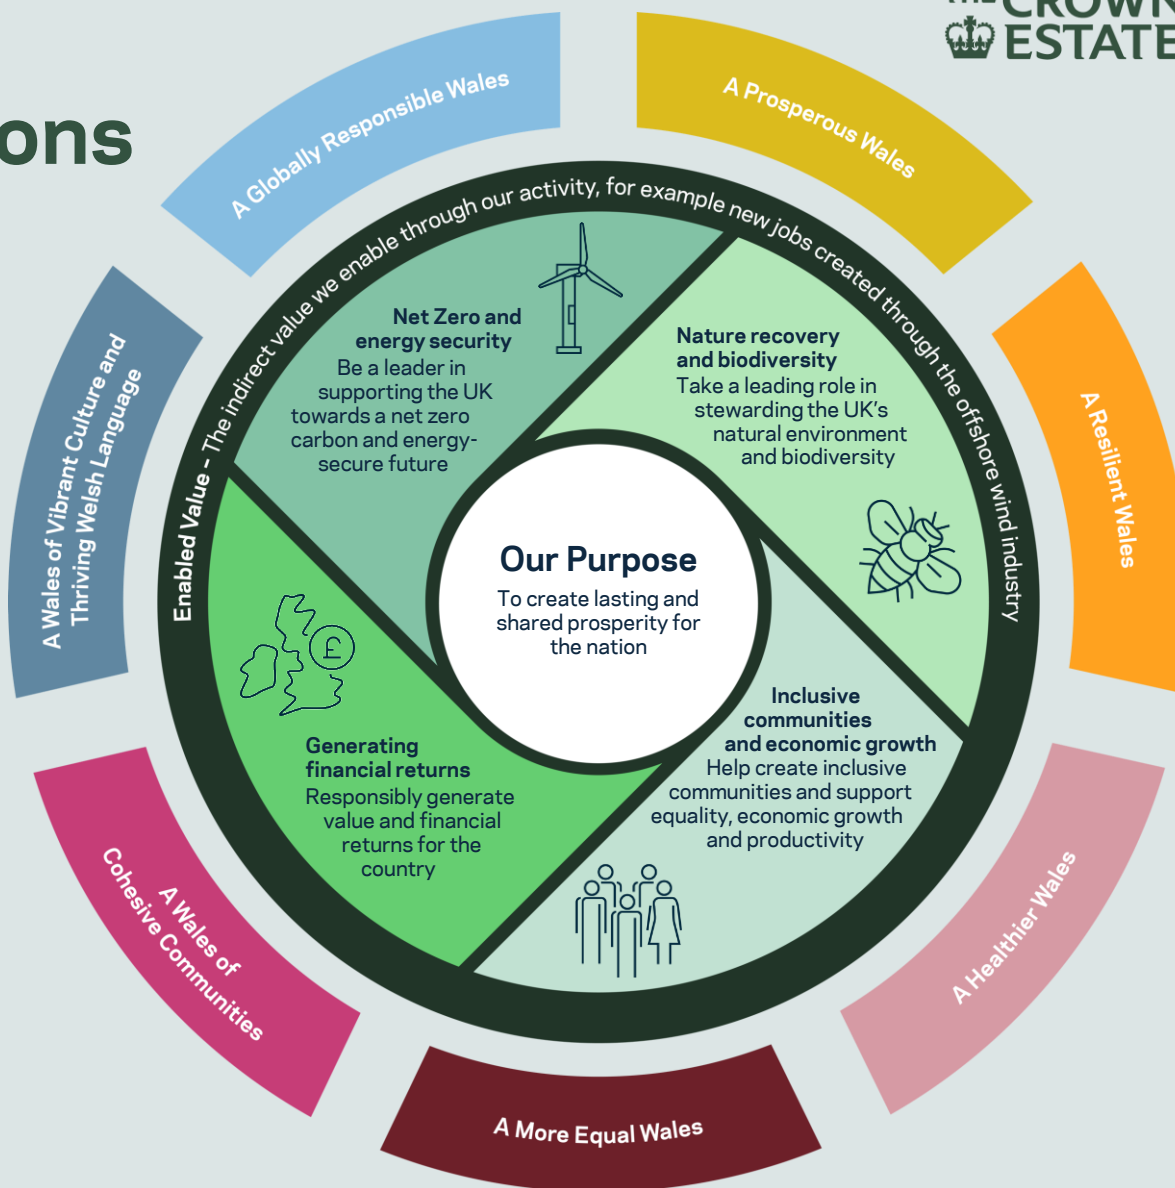 THE CROWN
ESTATE
ons
A Globally Responsible Wales
A Prosperous Wales
A Resilient Wales
A Healthier Wales
A More Equal Wales
A Wales of
Cohesive Communities
A Wales of Vibrant Culture and
Thriving Welsh Language
Enabled Value – The indirect value we enable through our activity, for example new jobs created through the offshore wind industry
Net Zero and
energy security
Be a leader in
supporting the UK
towards a net zero
carbon and energy-
secure future
Nature recovery
and biodiversity
Take a leading role in
stewarding the UK's
natural environment
and biodiversity
Our Purpose
To create lasting and
shared prosperity for
the nation
£
Generating
financial returns
Responsibly generate
value and financial
returns for the
country
Inclusive
communities
and economic growth
Help create inclusive
communities and support
equality, economic growth
and productivity